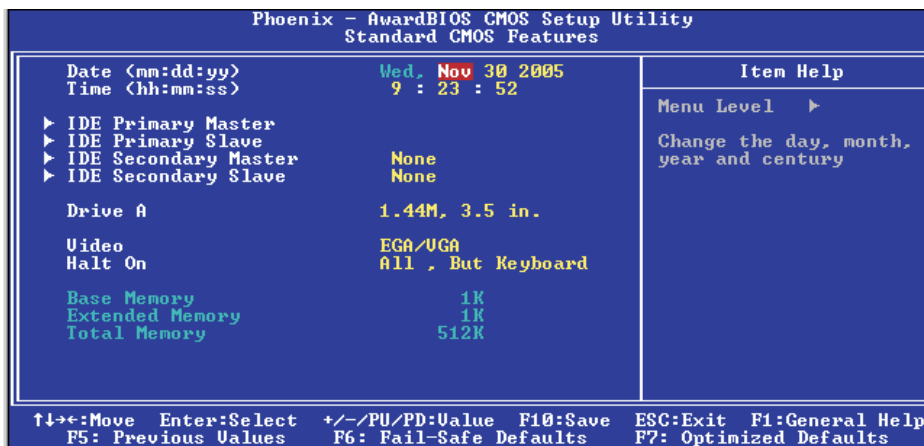 Phoenix - AwardBIOS CMOS Setup Utility
Standard CMOS Features
Date (mm:dd:yy) Wed, Nov 30 2005
Time (hh:mm:ss) 9 : 23 : 52
IDE Primary Master
IDE Primary Slave
IDE Secondary Master None
IDE Secondary Slave None
Drive A 1.44M, 3.5 in.
Video EGA/VGA
Halt On All , But Keyboard
Base Memory 1K
Extended Memory 1K
Total Memory 512K
Item Help
Menu Level ▶
Change the day, month,
year and century
↑↓→←:Move Enter:Select +/-/PU/PD:Value F10:Save ESC:Exit F1:General Help
F5: Previous Values F6: Fail-Safe Defaults F7: Optimized Defaults